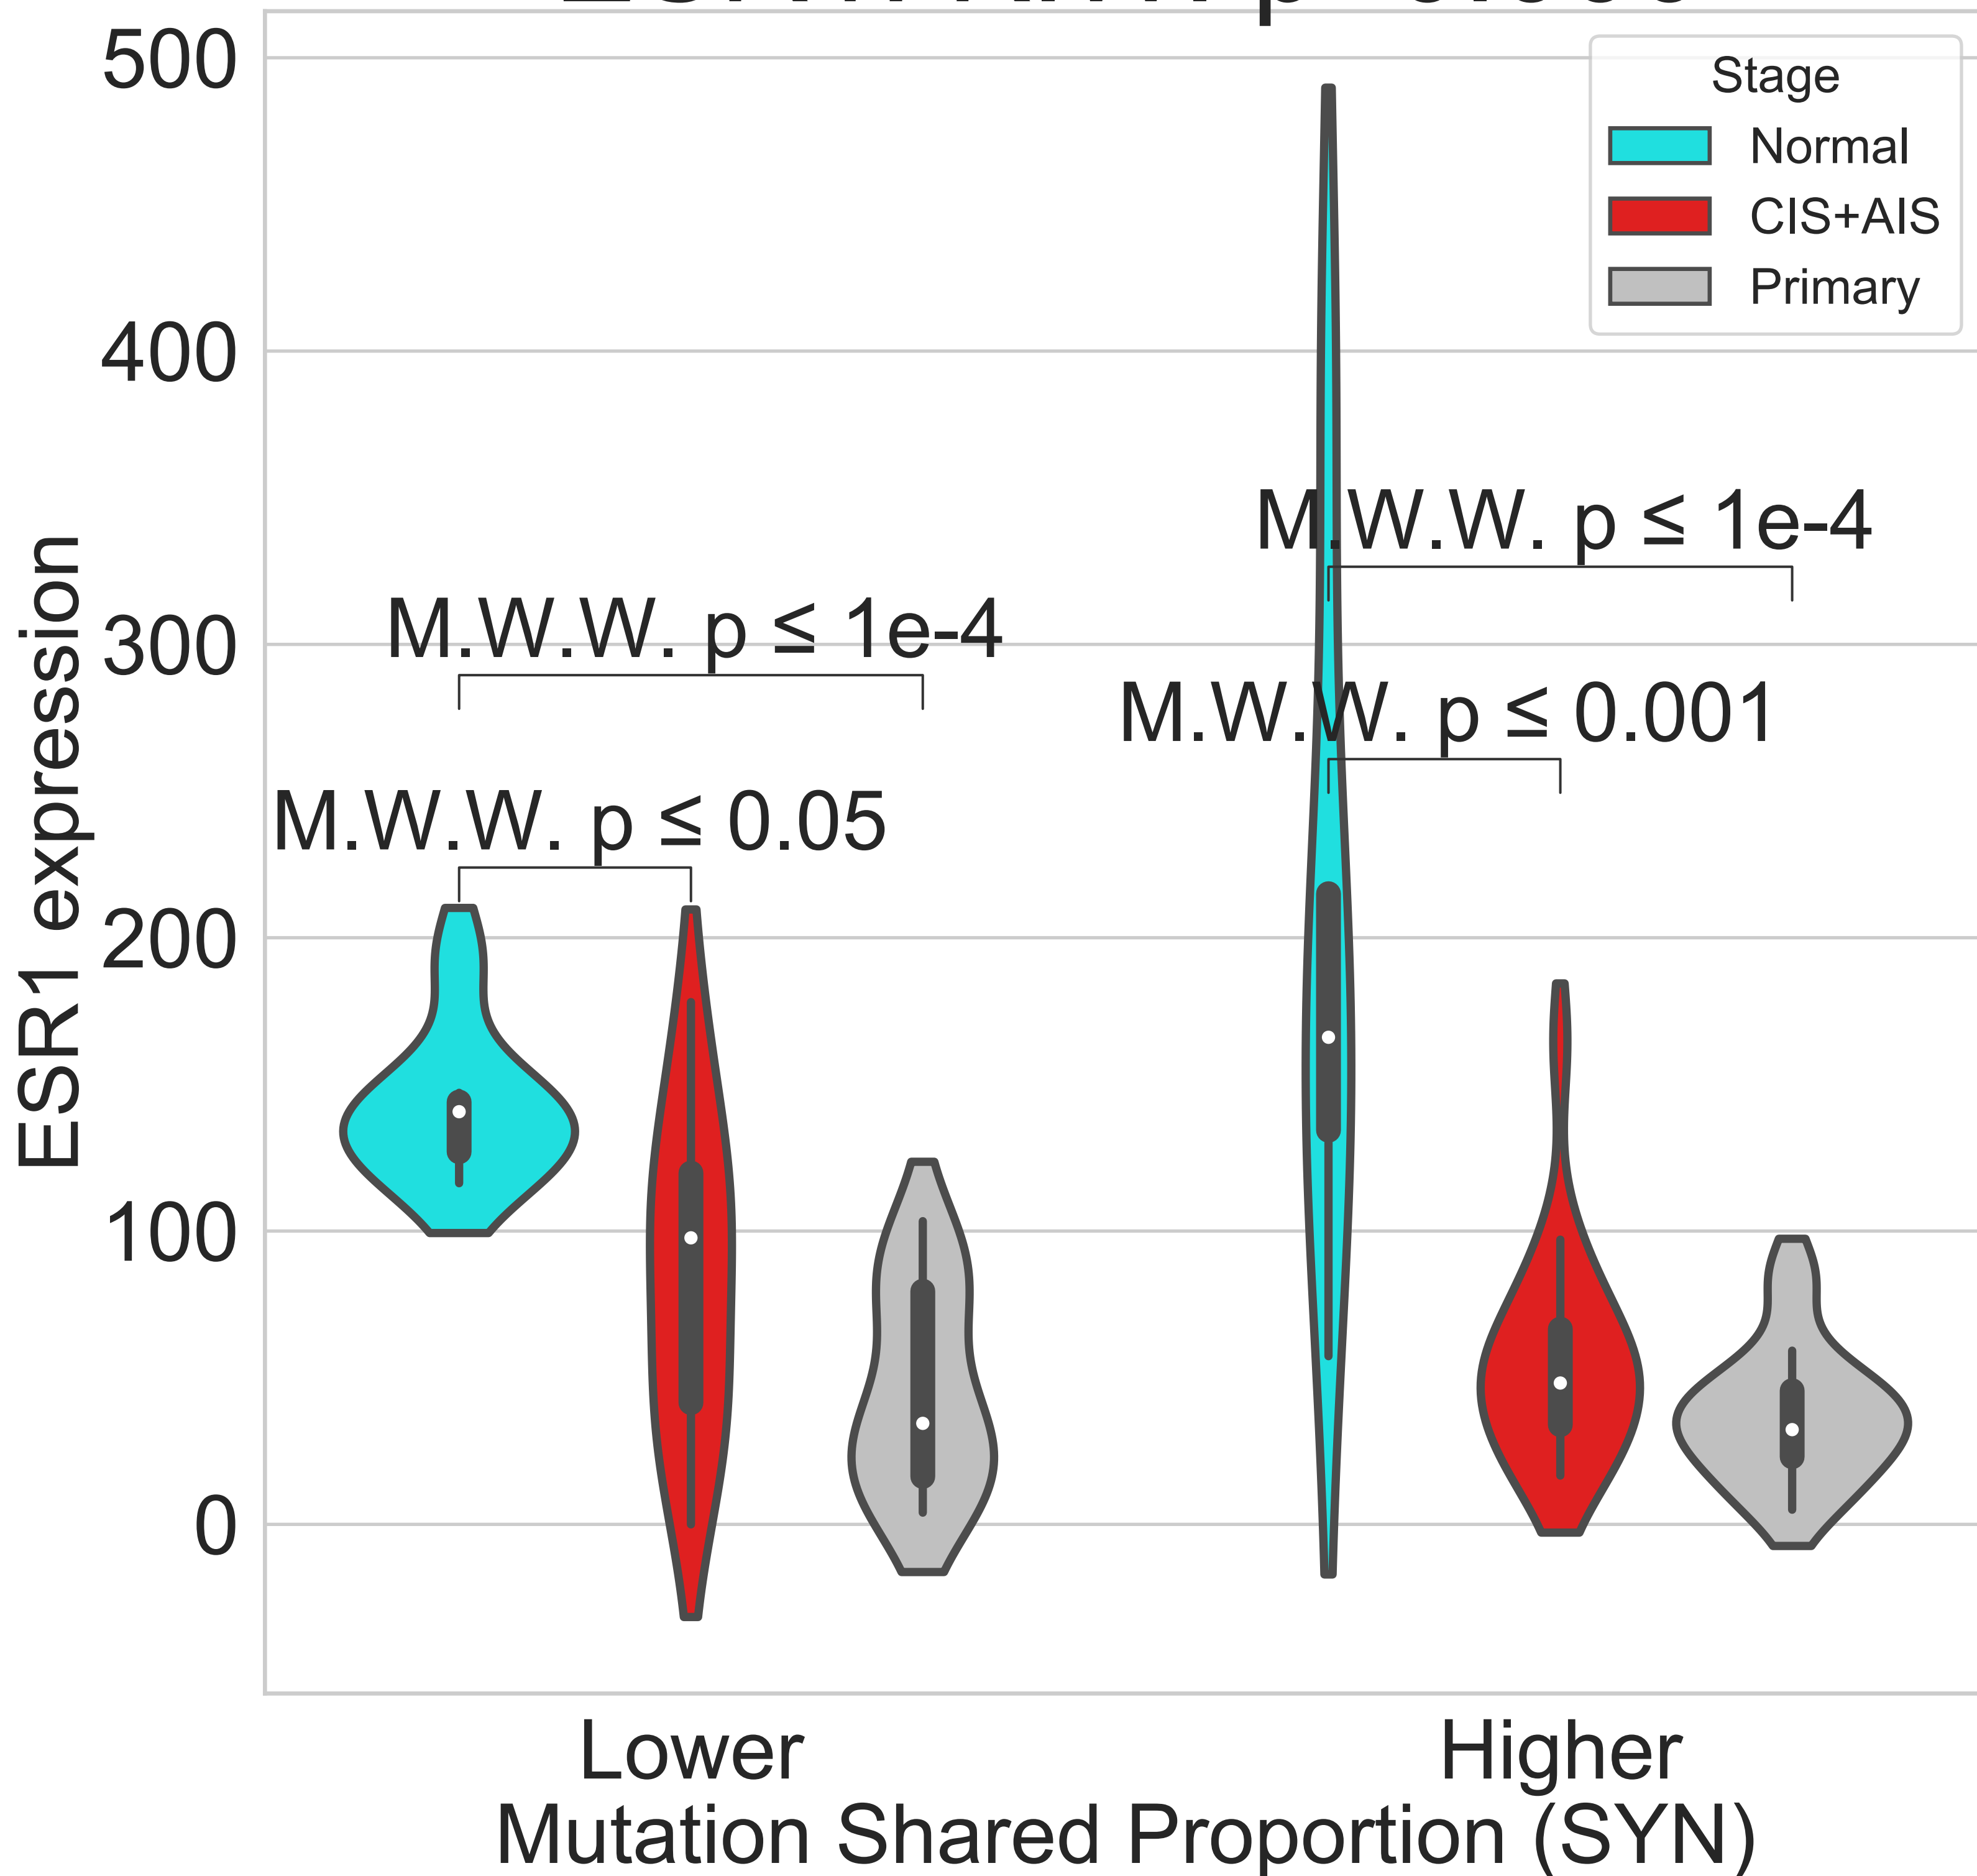 500
400
300
200
100
0
ESR1 expression
Stage
Normal
CIS+AIS
Primary
M.W.W. p ≤ 1e-4
M.W.W. p ≤ 1e-4
M.W.W. p ≤ 0.001
M.W.W. p ≤ 0.05
Lower
Higher
Mutation Shared Proportion (SYN)